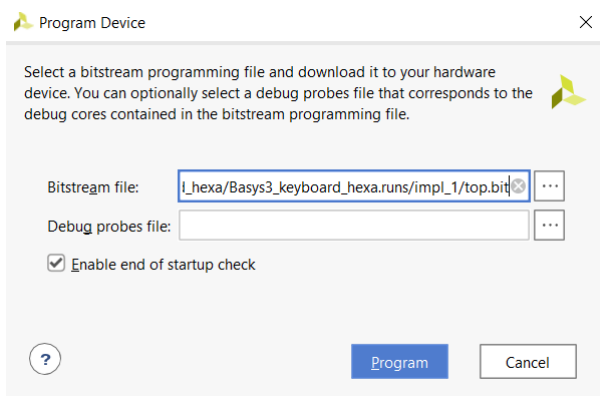 Program Device
Select a bitstream programming file and download it to your hardware
device. You can optionally select a debug probes file that corresponds to the
debug cores contained in the bitstream programming file.
Bitstream file: l_hexa/Basys3_keyboard_hexa.runs/impl_1/top.bit ...
Debug probes file: ...
Enable end of startup check
? Program Cancel